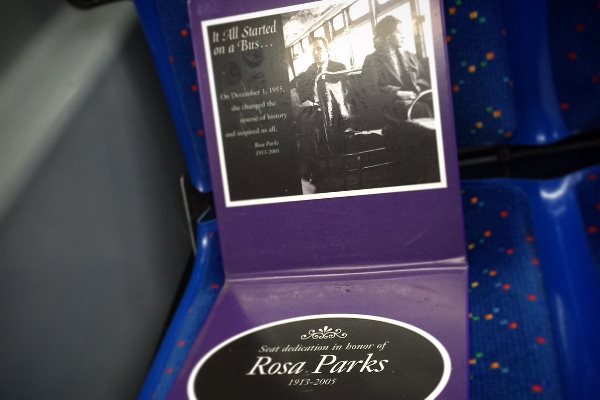 It All Started
on a Bus...
On December 1, 1955,
she changed the
course of history
and inspired us all.
Rosa Parks
1913-2005
Seat dedication in honor of
Rosa Parks
1913-2005